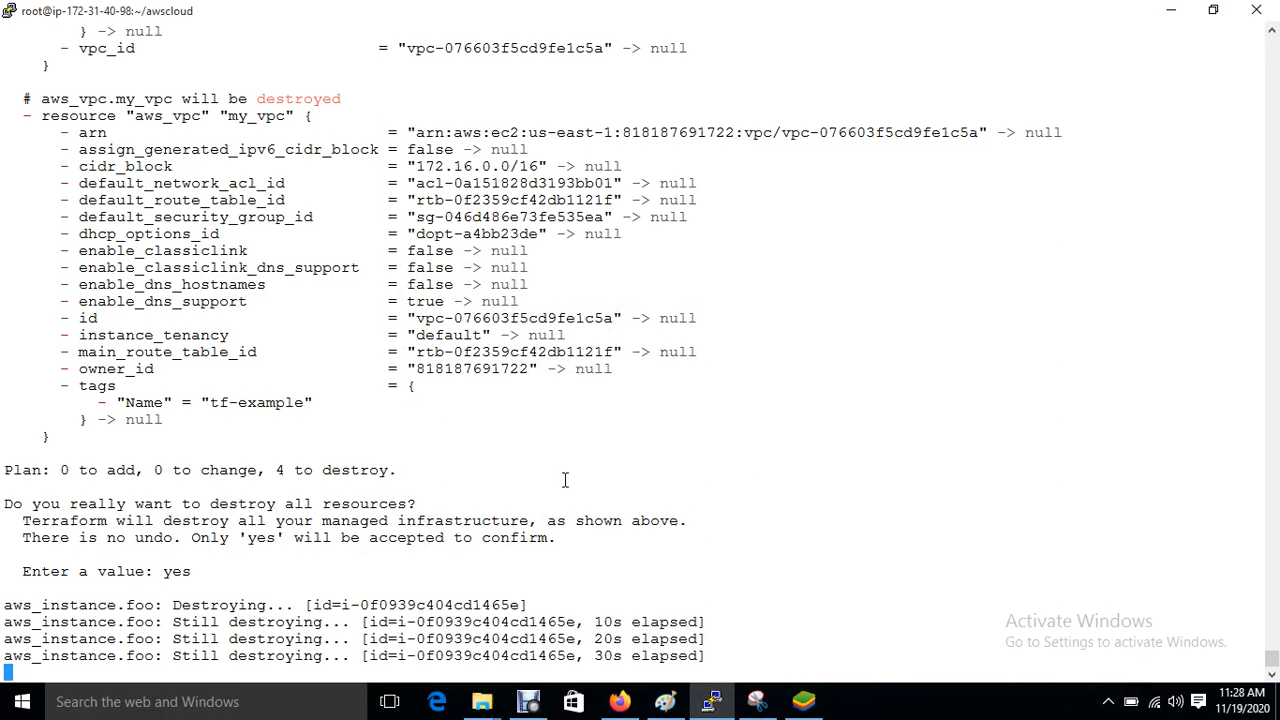 root@ip-172-31-40-98:~/awscloud
} -> null
- vpc_id = "vpc-076603f5cd9fe1c5a" -> null
}
# aws_vpc.my_vpc will be destroyed
- resource "aws_vpc" "my_vpc" {
- arn = "arn:aws:ec2:us-east-1:818187691722:vpc/vpc-076603f5cd9fe1c5a" -> null
- assign_generated_ipv6_cidr_block = false -> null
- cidr_block = "172.16.0.0/16" -> null
- default_network_acl_id = "acl-0a151828d3193bb01" -> null
- default_route_table_id = "rtb-0f2359cf42db1121f" -> null
- default_security_group_id = "sg-046d486e73fe535ea" -> null
- dhcp_options_id = "dopt-a4bb23de" -> null
- enable_classiclink = false -> null
- enable_classiclink_dns_support = false -> null
- enable_dns_hostnames = false -> null
- enable_dns_support = true -> null
- id = "vpc-076603f5cd9fe1c5a" -> null
- instance_tenancy = "default" -> null
- main_route_table_id = "rtb-0f2359cf42db1121f" -> null
- owner_id = "818187691722" -> null
- tags = {
- "Name" = "tf-example"
} -> null
}
Plan: 0 to add, 0 to change, 4 to destroy.
Do you really want to destroy all resources?
Terraform will destroy all your managed infrastructure, as shown above.
There is no undo. Only 'yes' will be accepted to confirm.
Enter a value: yes
aws_instance.foo: Destroying... [id=i-0f0939c404cd1465e]
aws_instance.foo: Still destroying... [id=i-0f0939c404cd1465e, 10s elapsed]
aws_instance.foo: Still destroying... [id=i-0f0939c404cd1465e, 20s elapsed]
aws_instance.foo: Still destroying... [id=i-0f0939c404cd1465e, 30s elapsed]
Activate Windows
Go to Settings to activate Windows.
Search the web and Windows
11:28 AM
11/19/2020